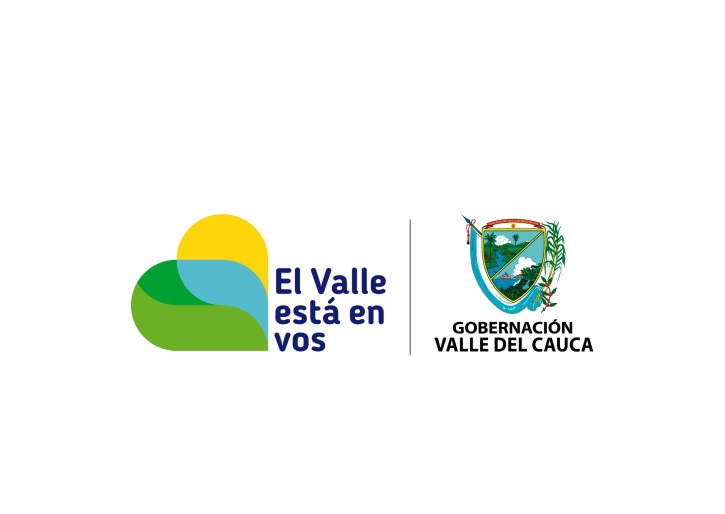 El Valle
está en
vos
GOBERNACIÓN
VALLE DEL CAUCA